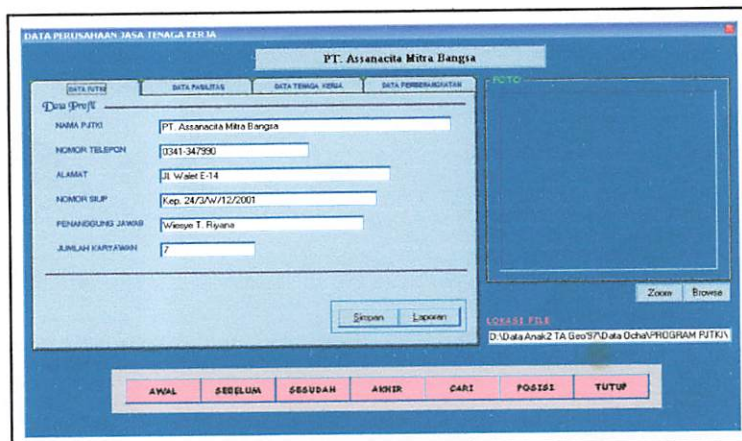 DATA PERUSAHAAN JASA TENAGA KERJA
PT. Assanacita Mitra Bangsa
DATA PJTKI
DATA FASILITAS
DATA TENAGA KERJA
DATA PEMBERANGKATAN
FOTO
Data Profil
NAMA PJTKI
PT. Assanacita Mitra Bangsa
NOMOR TELEPON
0341-347990
ALAMAT
Jl. Walet E-14
NOMOR SIUP
Kep. 24/3/W/12/2001
PENANGGUNG JAWAB
Wiesye T. Riyana
JUMLAH KARYAWAN
7
Simpan
Laporan
Zoom
Browse
LOKASI FILE
D:\Data Anak2 TA Geo'97\Data Ocha\PROGRAM PJTKI\
AWAL
SEBELUM
SESUDAH
AKHIR
CARI
POSISI
TUTUP